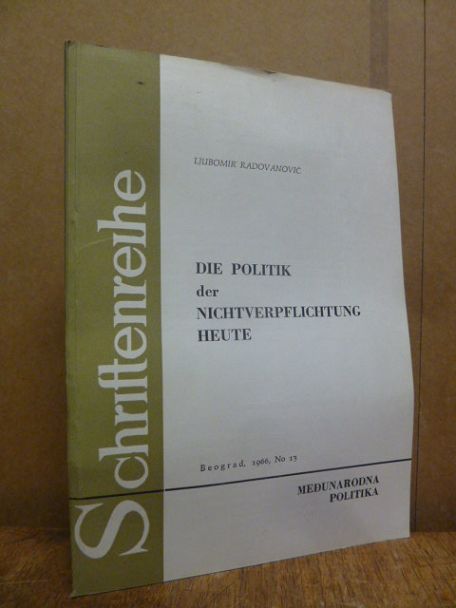 Schriftenreihe
LJUBOMIR RADOVANOVIĆ
DIE POLITIK
der
NICHTVERPFLICHTUNG
HEUTE
Beograd, 1966, No 13
MEĐUNARODNA
POLITIKA